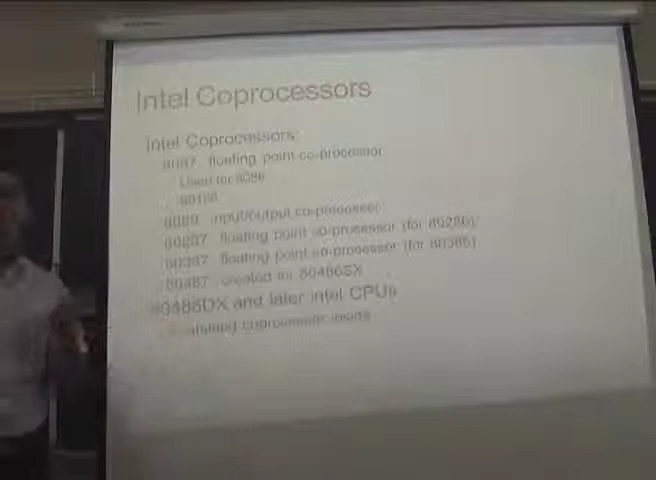 Intel Coprocessors
Intel Coprocessors:
8087 floating point co-processor
Used for 8086
8089 input/output co-processor
80287 floating point co-processor (for 80286)
80387 floating point co-processor (for 80386)
80487 created for 80486SX
80486DX and later intel CPUs
coprocessor inside